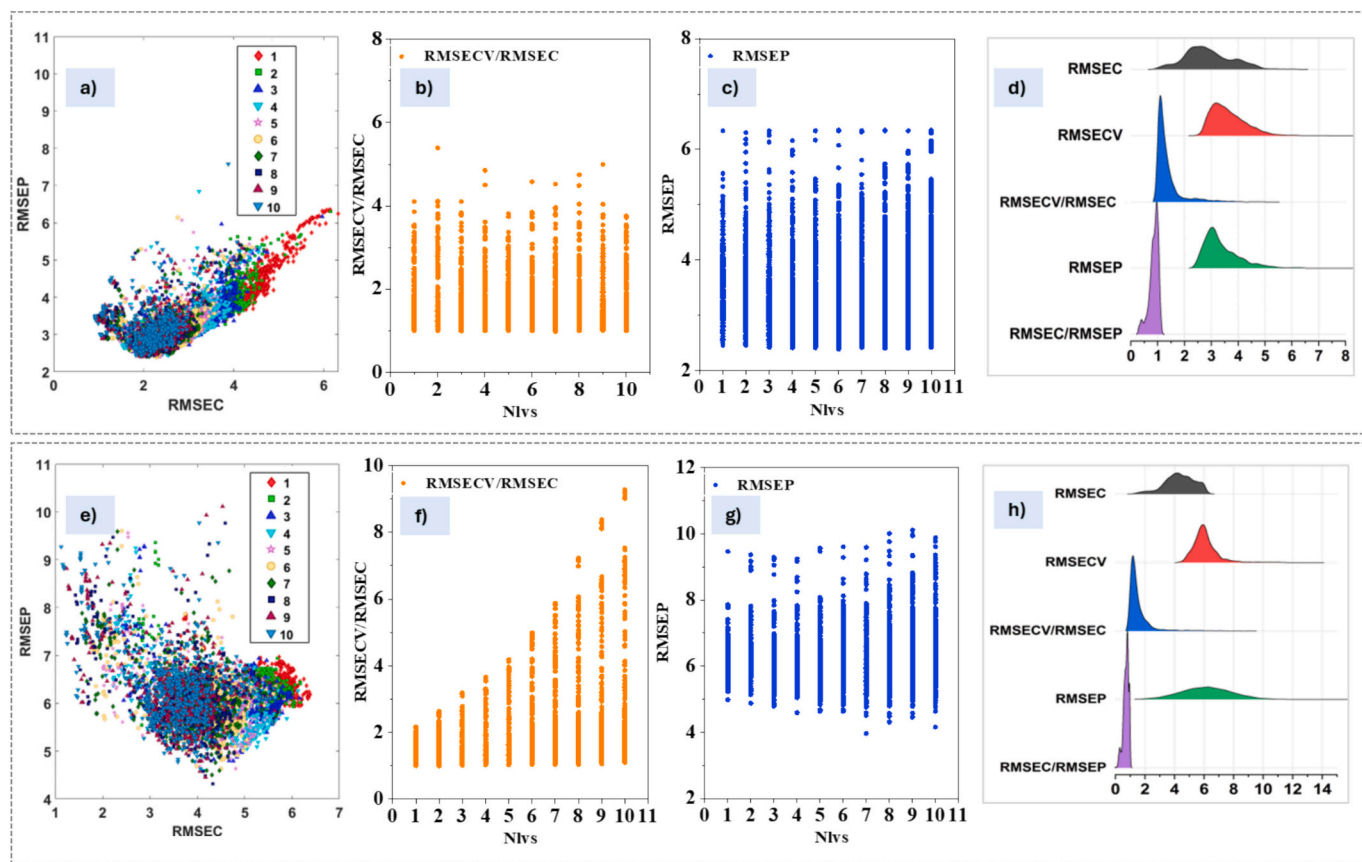 a)
11
10
9
8
7
6
5
4
3
2
RMSEP
0
2
4
6
RMSEC
1
2
3
4
5
6
7
8
9
10
b)
RMSECV/RMSEC
8
6
4
2
0
RMSECV/RMSEC
0 1 2 3 4 5 6 7 8 9 10 11
Nlvs
c)
RMSEP
8
6
4
2
RMSEP
0 1 2 3 4 5 6 7 8 9 10 11
Nlvs
d)
RMSEC
RMSECV
RMSECV/RMSEC
RMSEP
RMSEC/RMSEP
0 1 2 3 4 5 6 7 8
e)
11
10
9
8
7
6
5
4
RMSEP
1 2 3 4 5 6 7
RMSEC
1
2
3
4
5
6
7
8
9
10
f)
RMSECV/RMSEC
10
8
6
4
2
0
RMSECV/RMSEC
0 1 2 3 4 5 6 7 8 9 10 11
Nlvs
g)
RMSEP
12
10
8
6
4
2
RMSEP
0 1 2 3 4 5 6 7 8 9 10 11
Nlvs
h)
RMSEC
RMSECV
RMSECV/RMSEC
RMSEP
RMSEC/RMSEP
0 2 4 6 8 10 12 14